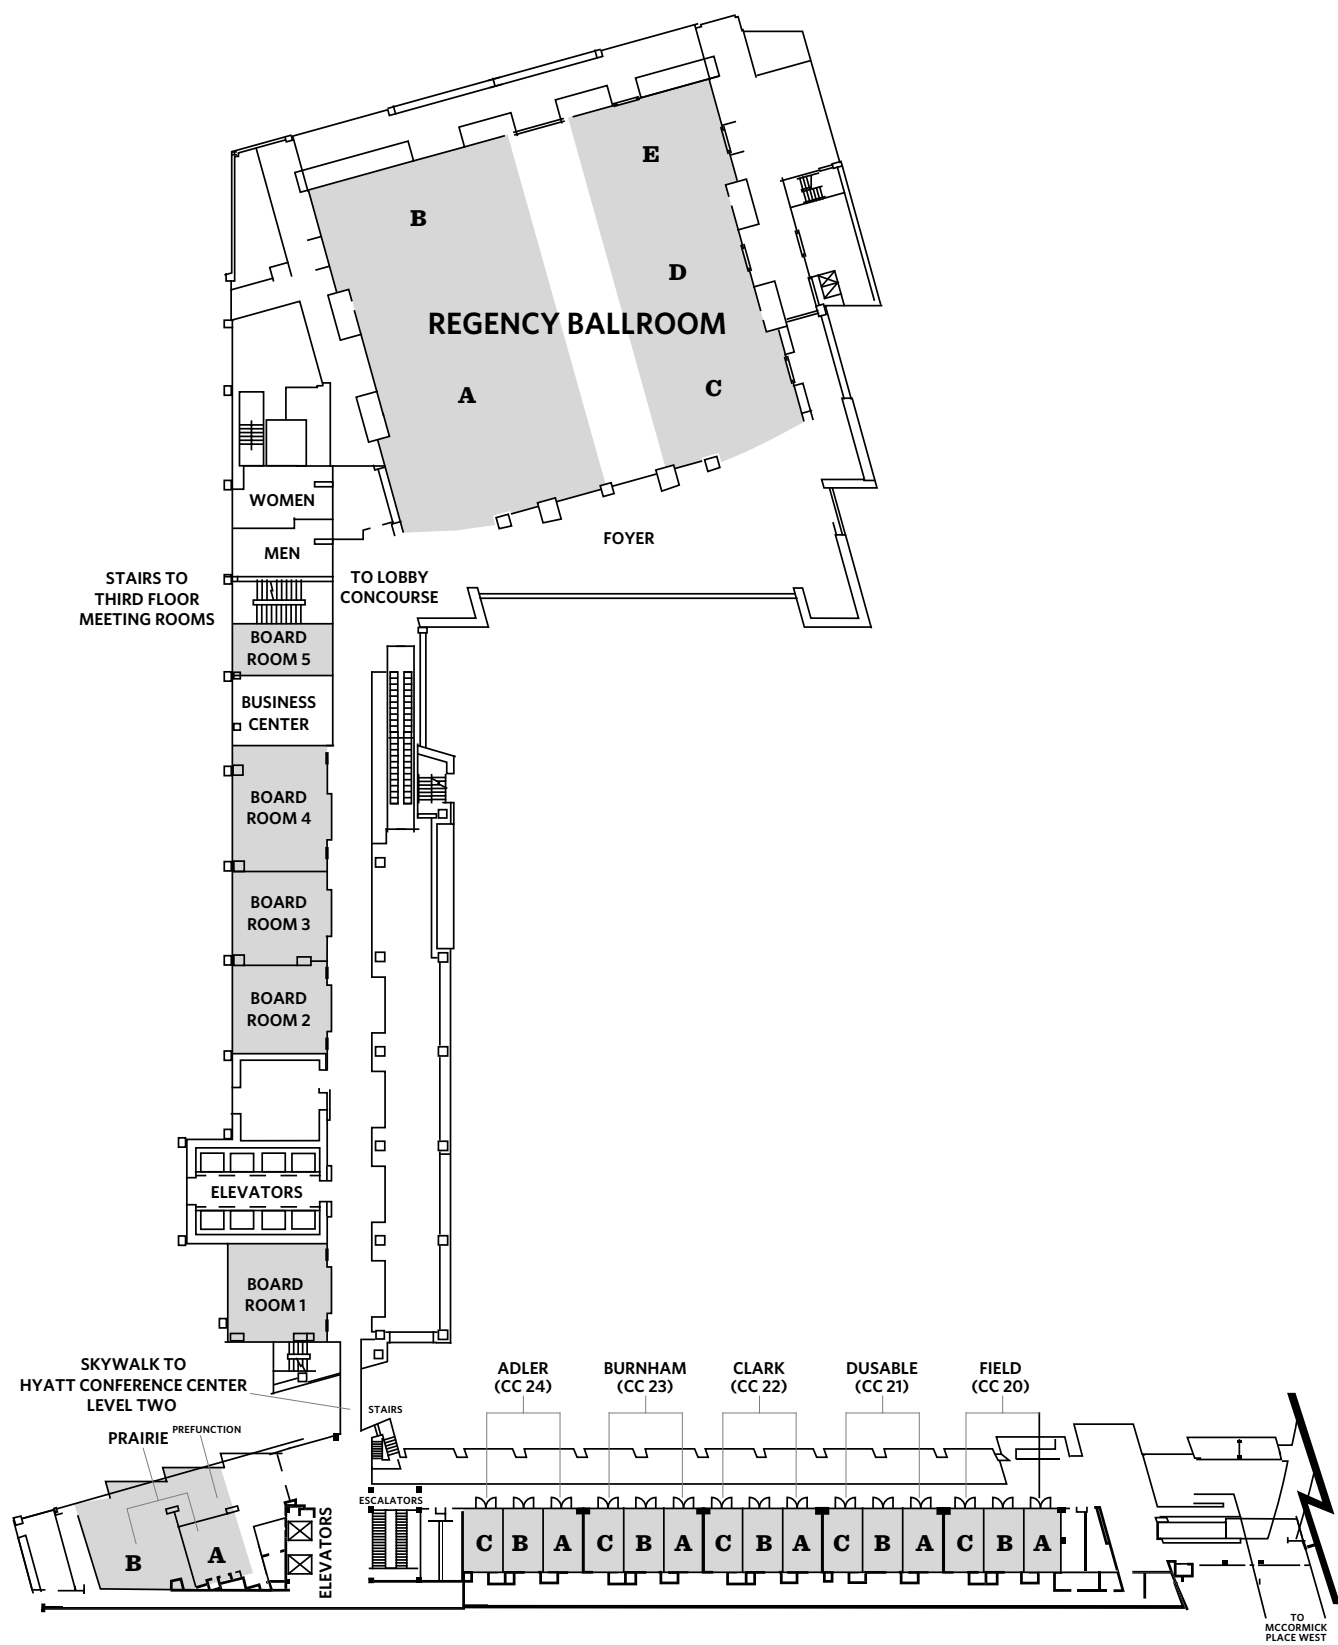 E
B
D
REGENCY BALLROOM
A
C
WOMEN
FOYER
MEN
STAIRS TO
THIRD FLOOR
MEETING ROOMS
TO LOBBY
CONCOURSE
BOARD
ROOM 5
BUSINESS
CENTER
BOARD
ROOM 4
BOARD
ROOM 3
BOARD
ROOM 2
ELEVATORS
BOARD
ROOM 1
SKYWALK TO
HYATT CONFERENCE CENTER
LEVEL TWO
ADLER
(CC 24)
BURNHAM
(CC 23)
CLARK
(CC 22)
DUSABLE
(CC 21)
FIELD
(CC 20)
STAIRS
PREFUNCTION
PRAIRIE
ESCALATORS
ELEVATORS
B
A
C B A C B A C B A C B A C B A
TO
MCCORMICK
PLACE WEST